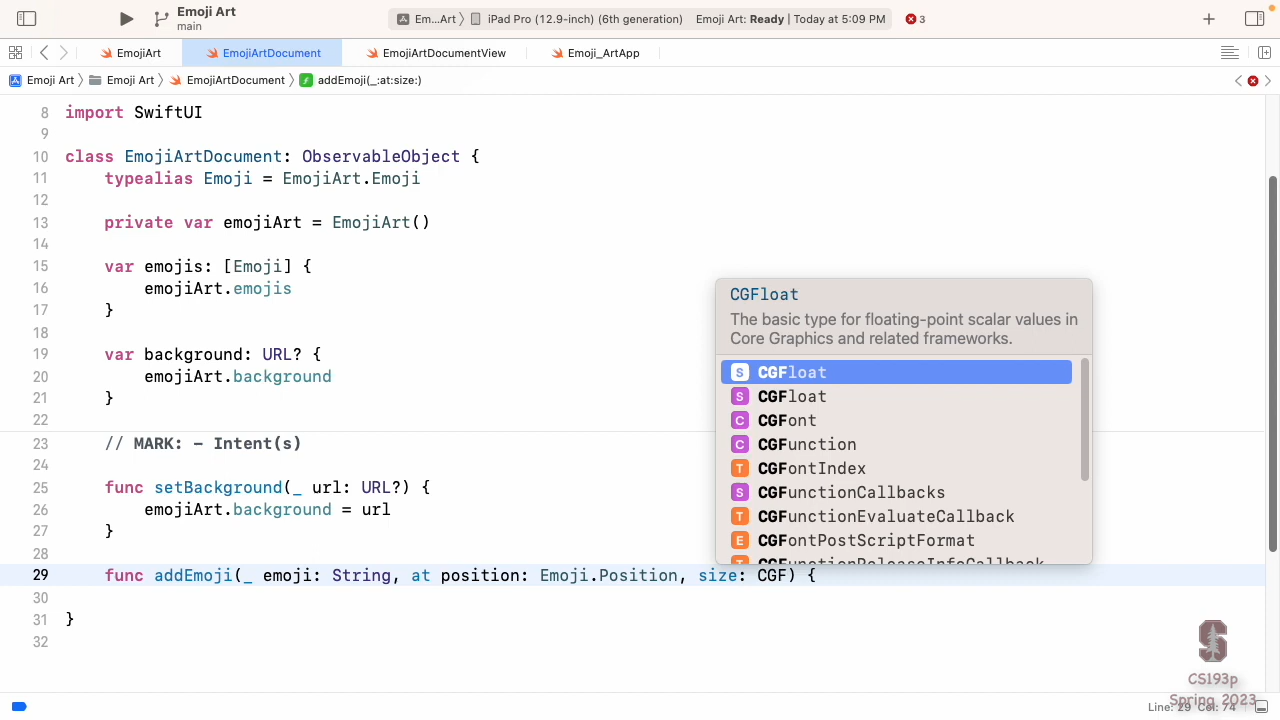 Emoji Art
main
Em...Art 〉 iPad Pro (12.9-inch) (6th generation) Emoji Art: Ready | Today at 5:09 PM 3
EmojiArt EmojiArtDocument EmojiArtDocumentView Emoji_ArtApp
Emoji Art 〉 Emoji Art 〉 EmojiArtDocument 〉 f addEmoji(_:at:size:)
8 import SwiftUI
9
10 class EmojiArtDocument: ObservableObject {
11 typealias Emoji = EmojiArt.Emoji
12
13 private var emojiArt = EmojiArt()
14
15 var emojis: [Emoji] {
16 emojiArt.emojis
17 }
18
19 var background: URL? {
20 emojiArt.background
21 }
22
23 // MARK: - Intent(s)
24
25 func setBackground(_ url: URL?) {
26 emojiArt.background = url
27 }
28
29 func addEmoji(_ emoji: String, at position: Emoji.Position, size: CGF) {
30
31 }
32
CGFloat
The basic type for floating-point scalar values in
Core Graphics and related frameworks.
S CGFloat
S CGFloat
C CGFont
C CGFunction
T CGFontIndex
S CGFunctionCallbacks
T CGFunctionEvaluateCallback
E CGFontPostScriptFormat
T CGFunctionReleaseInfoCallback
S
CS193p
Spring 2023
Line: 29 Col: 74